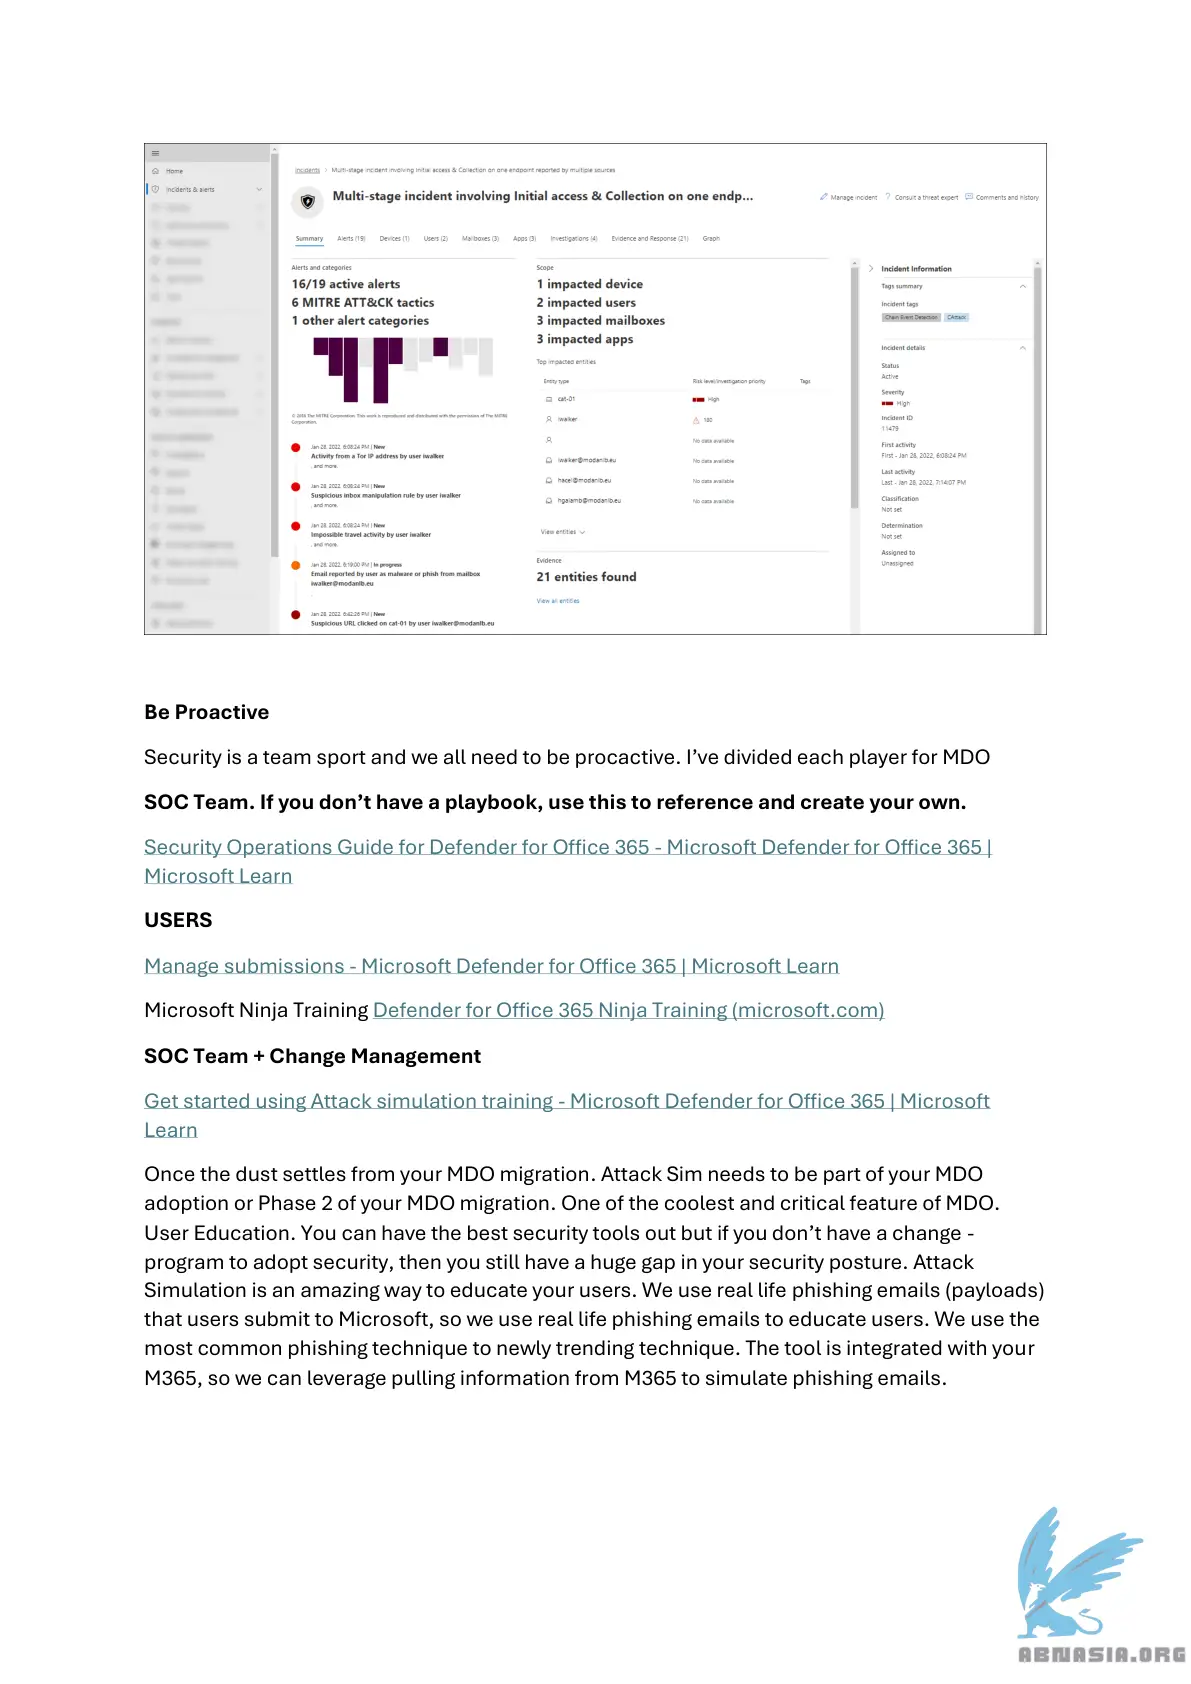 Home
Incidents & alerts
Incidents > Multi-stage incident involving Initial access & Collection on one endpoint reported by multiple sources
Multi-stage incident involving Initial access & Collection on one endp...
Manage incident
? Consult a threat expert
Comments and history
Summary
Alerts (19)
Devices (1)
Users (2)
Mailboxes (3)
Apps (3)
Investigations (4)
Evidence and Response (21)
Graph
Alerts and categories
16/19 active alerts
6 MITRE ATT&CK tactics
1 other alert categories
© 2018 The MITRE Corporation. This work is reproduced and distributed with the permission of The MITRE
Corporation.
Jan 28, 2022, 6:08:24 PM | New
Activity from a Tor IP address by user iwalker
, and more.
Jan 28, 2022, 6:08:24 PM | New
Suspicious inbox manipulation rule by user iwalker
, and more.
Jan 28, 2022, 6:08:24 PM | New
Impossible travel activity by user iwalker
, and more.
Jan 28, 2022, 6:19:00 PM | In progress
Email reported by user as malware or phish from mailbox
iwalker@modanlb.eu
Jan 28, 2022, 6:42:26 PM | New
Suspicious URL clicked on cat-01 by user iwalker@modanlb.eu
Scope
1 impacted device
2 impacted users
3 impacted mailboxes
3 impacted apps
Top impacted entities
Entity type
Risk level/investigation priority
Tags
cat-01
High
iwalker
160
No data available
iwalker@modanlb.eu
No data available
hacel@modanlb.eu
No data available
hgalamb@modanlb.eu
No data available
View entities
Evidence
21 entities found
View all entities
Incident Information
Tags summary
Incident tags
Chain Event Detection
CAttack
Incident details
Status
Active
Severity
High
Incident ID
11479
First activity
First - Jan 28, 2022, 6:08:24 PM
Last activity
Last - Jan 28, 2022, 7:14:07 PM
Classification
Not set
Determination
Not set
Assigned to
Unassigned
Be Proactive
Security is a team sport and we all need to be procactive. I’ve divided each player for MDO
SOC Team. If you don’t have a playbook, use this to reference and create your own.
Security Operations Guide for Defender for Office 365 - Microsoft Defender for Office 365 |
Microsoft Learn
USERS
Manage submissions - Microsoft Defender for Office 365 | Microsoft Learn
Microsoft Ninja Training Defender for Office 365 Ninja Training (microsoft.com)
SOC Team + Change Management
Get started using Attack simulation training - Microsoft Defender for Office 365 | Microsoft
Learn
Once the dust settles from your MDO migration. Attack Sim needs to be part of your MDO
adoption or Phase 2 of your MDO migration. One of the coolest and critical feature of MDO.
User Education. You can have the best security tools out but if you don’t have a change -
program to adopt security, then you still have a huge gap in your security posture. Attack
Simulation is an amazing way to educate your users. We use real life phishing emails (payloads)
that users submit to Microsoft, so we use real life phishing emails to educate users. We use the
most common phishing technique to newly trending technique. The tool is integrated with your
M365, so we can leverage pulling information from M365 to simulate phishing emails.
ABNASIA.ORG